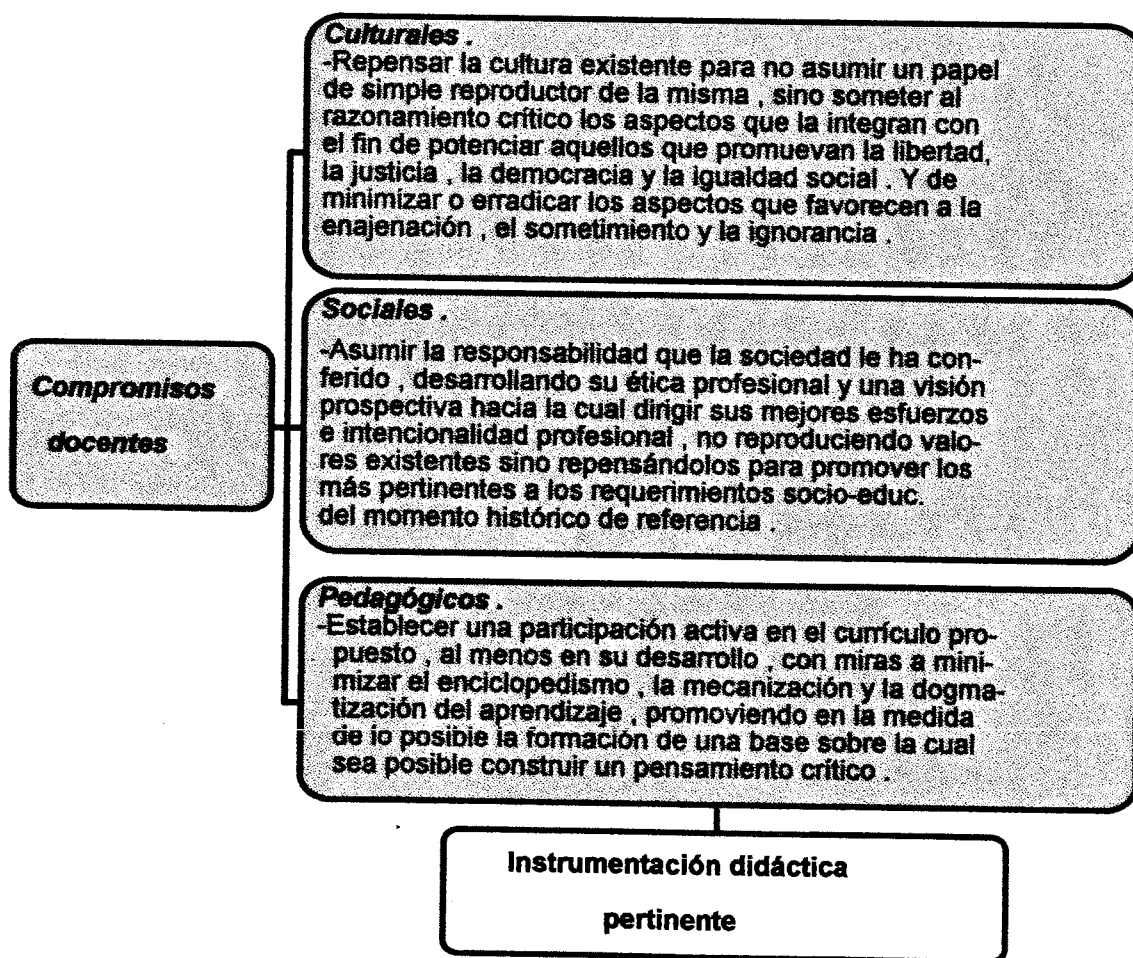 Culturales .
-Repensar la cultura existente para no asumir un papel
de simple reproductor de la misma , sino someter al
razonamiento crítico los aspectos que la integran con
el fin de potenciar aquellos que promuevan la libertad,
la justicia , la democracia y la igualdad social . Y de
minimizar o erradicar los aspectos que favorecen a la
enajenación , el sometimiento y la ignorancia .
Sociales .
-Asumir la responsabilidad que la sociedad le ha con-
ferido , desarrollando su ética profesional y una visión
prospectiva hacia la cual dirigir sus mejores esfuerzos
e intencionalidad profesional , no reproduciendo valo-
res existentes sino repensándolos para promover los
más pertinentes a los requerimientos socio-educ.
del momento histórico de referencia .
Compromisos
docentes
Pedagógicos .
-Establecer una participación activa en el currículo pro-
puesto , al menos en su desarrollo , con miras a mini-
mizar el enciclopedismo , la mecanización y la dogma-
tización del aprendizaje , promoviendo en la medida
de lo posible la formación de una base sobre la cual
sea posible construir un pensamiento crítico .
Instrumentación didáctica
pertinente